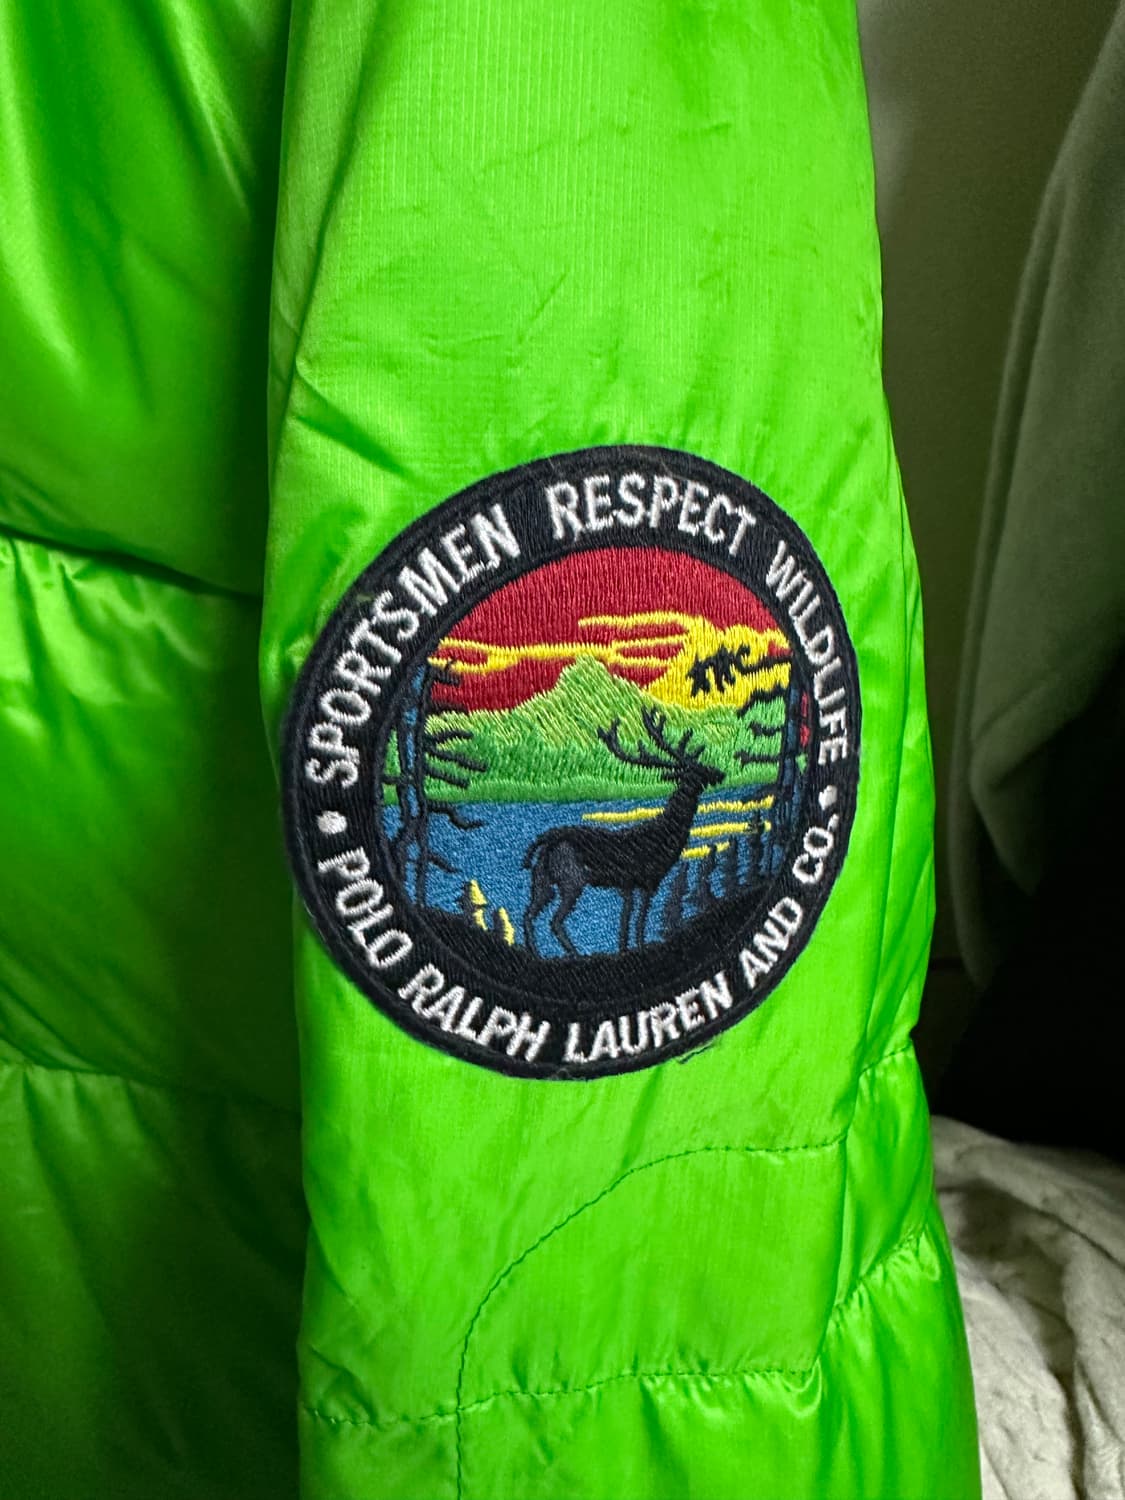 SPORTSMEN RESPECT WILDLIFE
• POLO RALPH LAUREN AND CO. •